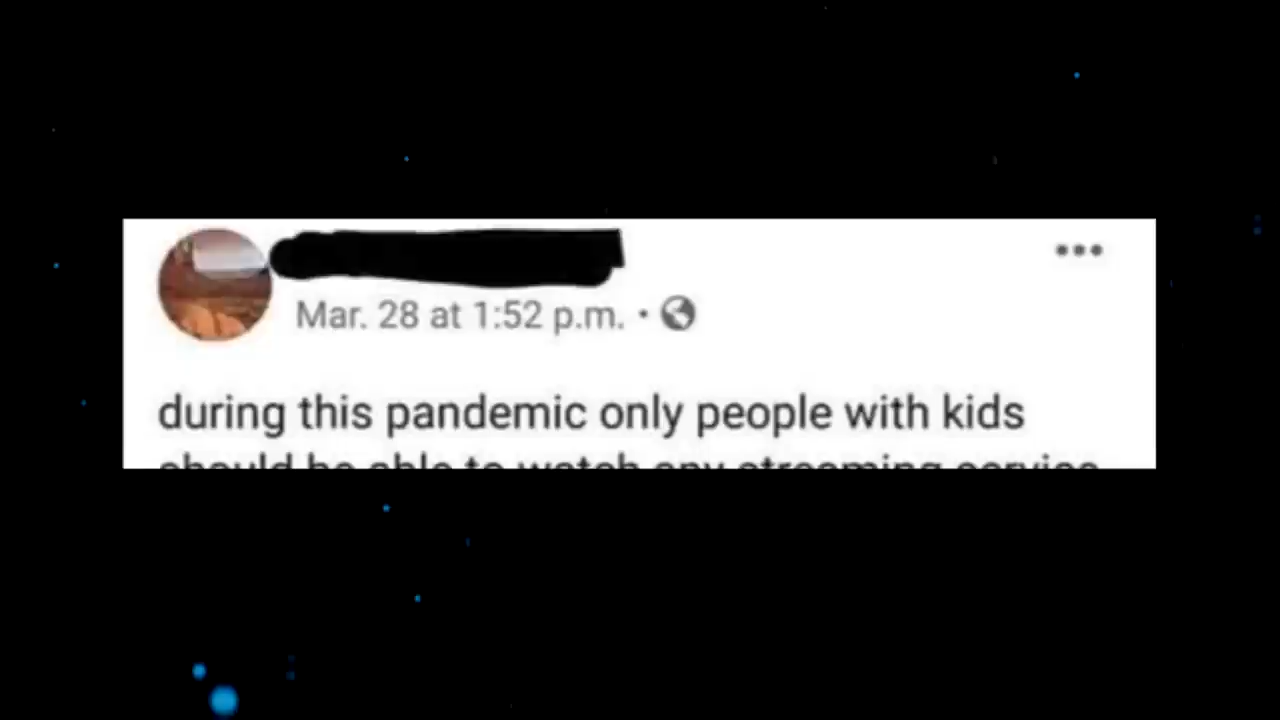 Mar. 28 at 1:52 p.m. •
during this pandemic only people with kids
should be able to watch any streaming service